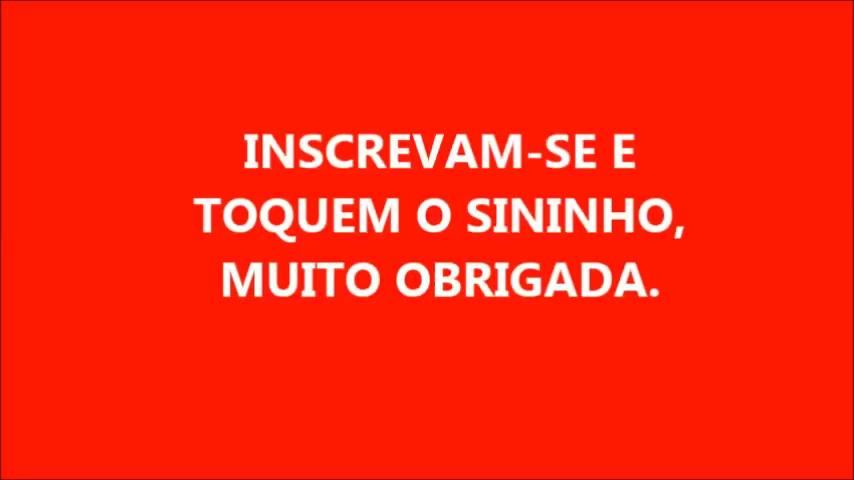 INSCREVAM-SE E
TOQUEM O SININHO,
MUITO OBRIGADA.